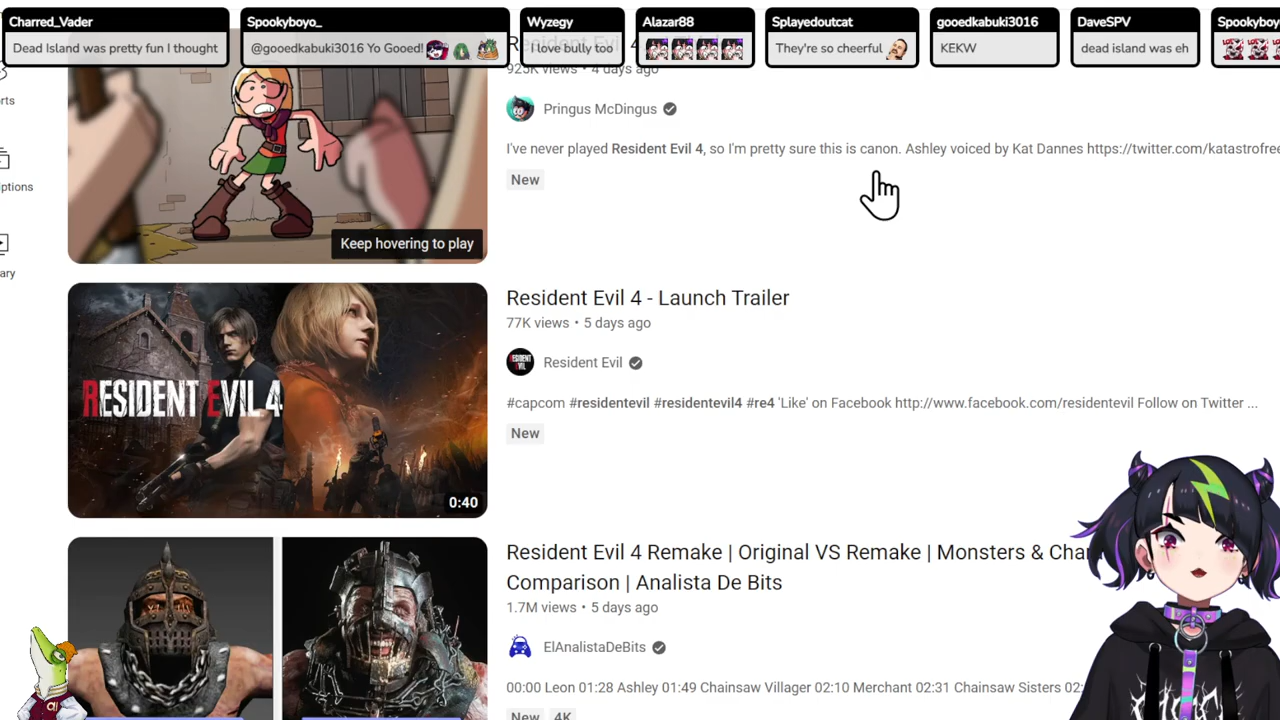 Charred_Vader
Dead Island was pretty fun I thought
Spookyboyo_
@gooedkabuki3016 Yo Gooed!
Wyzegy
I love bully too
Alazar88
Splayedoutcat
They're so cheerful
gooedkabuki3016
KEKW
DaveSPV
dead island was eh
Spookyboy
Resident Evil 4
925K views • 4 days ago
Pringus McDingus
I've never played Resident Evil 4, so I'm pretty sure this is canon. Ashley voiced by Kat Dannes https://twitter.com/katastrofree
New
Keep hovering to play
rts
iptions
ary
RESIDENT EVIL 4
0:40
Resident Evil 4 - Launch Trailer
77K views • 5 days ago
RESIDENT EVIL
Resident Evil
#capcom #residentevil #residentevil4 #re4 'Like' on Facebook http://www.facebook.com/residentevil Follow on Twitter ...
New
Resident Evil 4 Remake | Original VS Remake | Monsters & Cha
Comparison | Analista De Bits
1.7M views • 5 days ago
ElAnalistaDeBits
00:00 Leon 01:28 Ashley 01:49 Chainsaw Villager 02:10 Merchant 02:31 Chainsaw Sisters 02:
New 4K